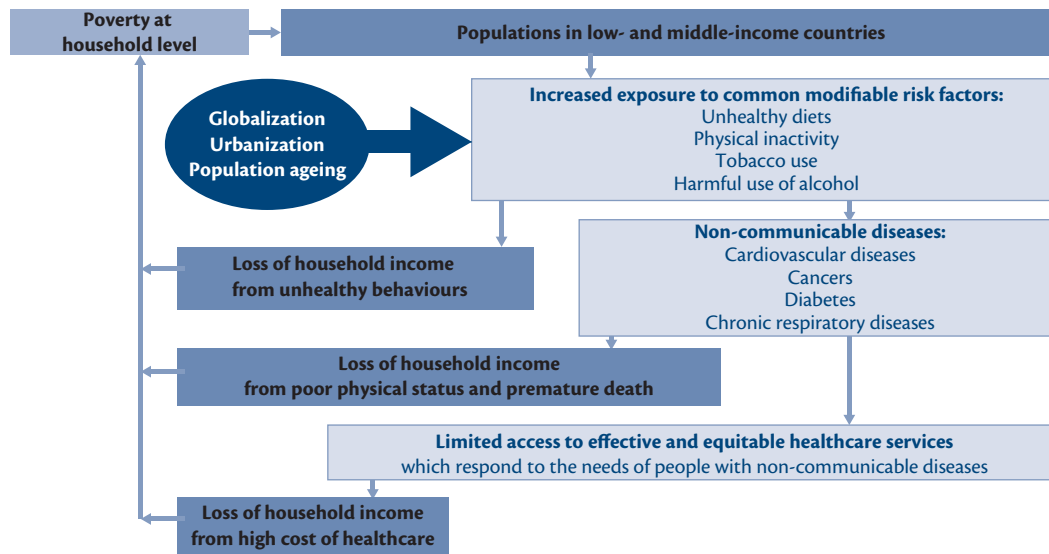 Poverty at
household level
Populations in low- and middle-income countries
Globalization
Urbanization
Population ageing
Increased exposure to common modifiable risk factors:
Unhealthy diets
Physical inactivity
Tobacco use
Harmful use of alcohol
Non-communicable diseases:
Cardiovascular diseases
Cancers
Diabetes
Chronic respiratory diseases
Loss of household income
from unhealthy behaviours
Loss of household income
from poor physical status and premature death
Limited access to effective and equitable healthcare services
which respond to the needs of people with non-communicable diseases
Loss of household income
from high cost of healthcare